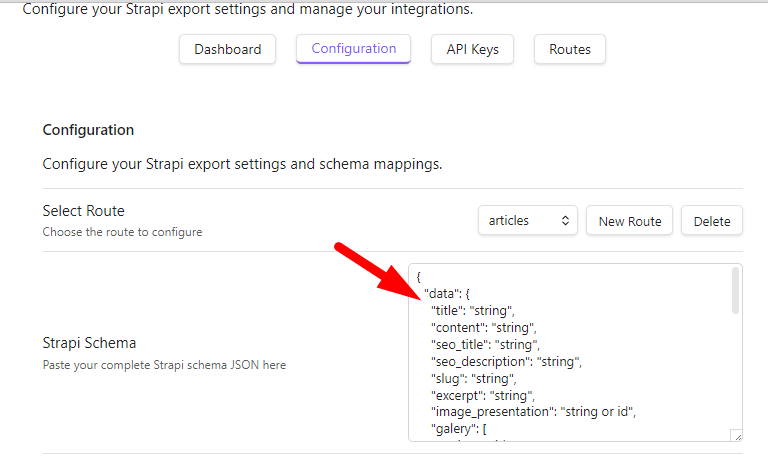 Configure your Strapi export settings and manage your integrations.
Dashboard Configuration API Keys Routes
Configuration
Configure your Strapi export settings and schema mappings.
Select Route
Choose the route to configure
articles New Route Delete
Strapi Schema
Paste your complete Strapi schema JSON here
{
"data": {
"title": "string",
"content": "string",
"seo_title": "string",
"seo_description": "string",
"slug": "string",
"excerpt": "string",
"image_presentation": "string or id",
"galery": [